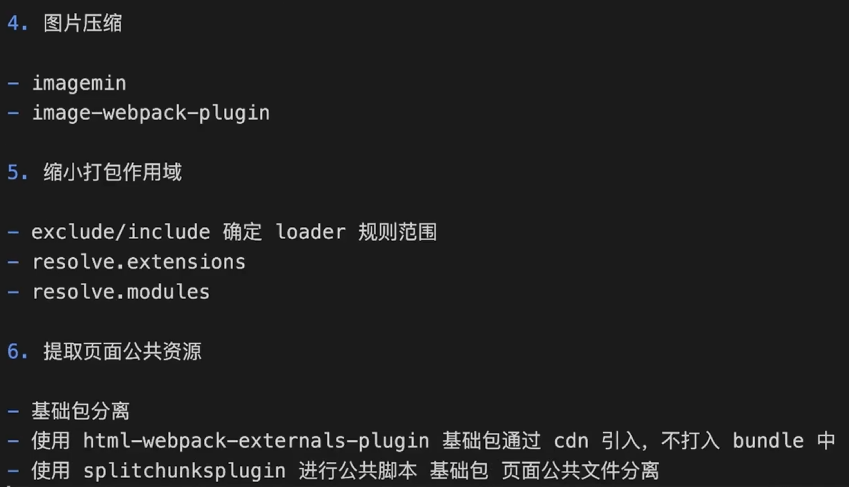 4. 图片压缩
- imagemin
- image-webpack-plugin
5. 缩小打包作用域
- exclude/include 确定 loader 规则范围
- resolve.extensions
- resolve.modules
6. 提取页面公共资源
- 基础包分离
- 使用 html-webpack-externals-plugin 基础包通过 cdn 引入，不打入 bundle 中
- 使用 splitchunksplugin 进行公共脚本 基础包 页面公共文件分离